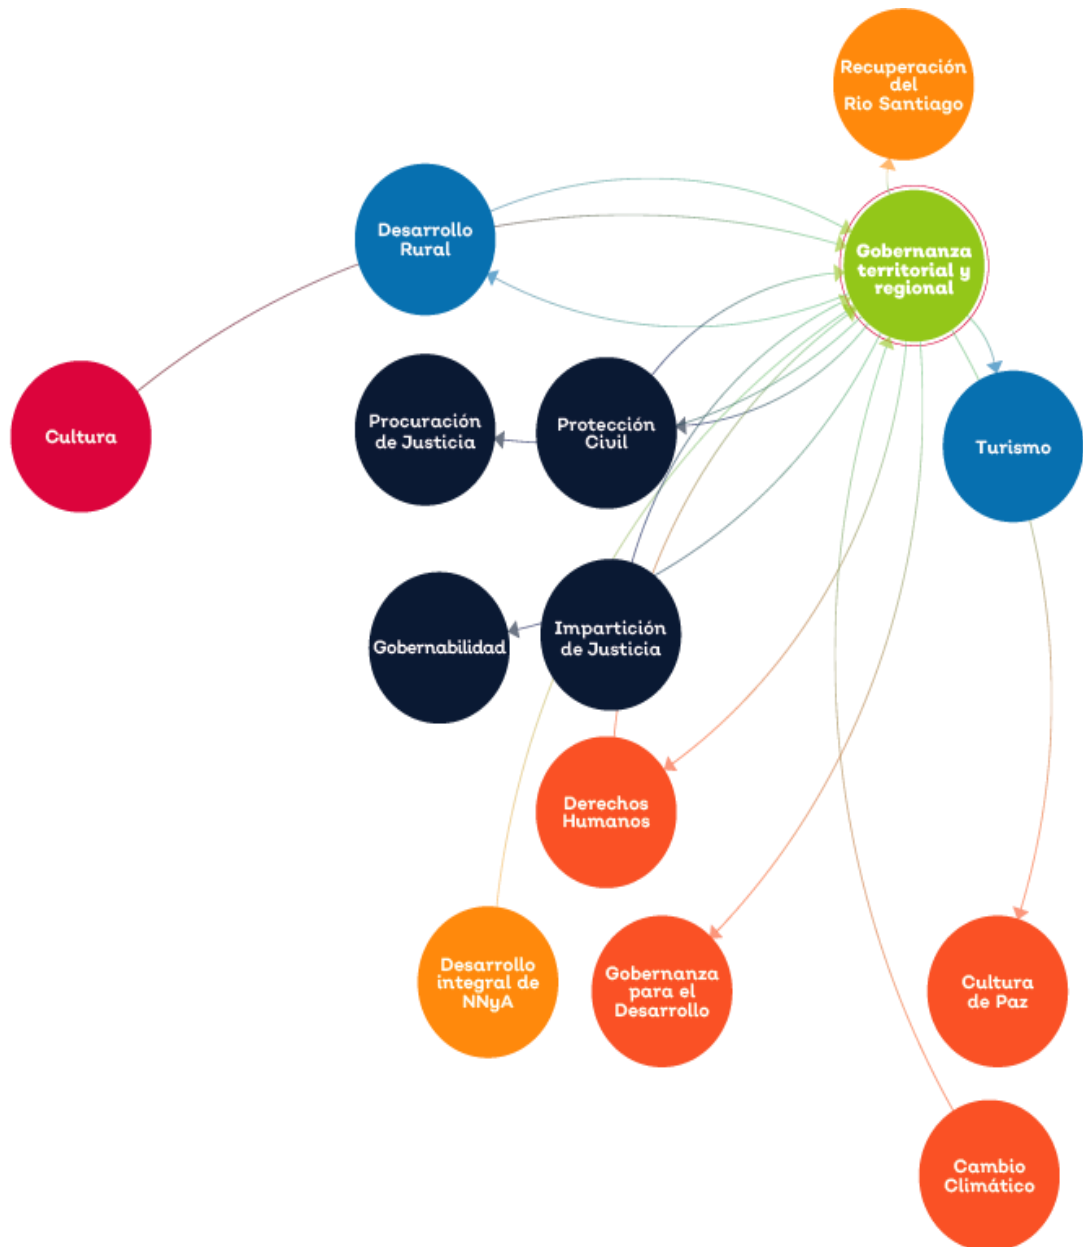 Recuperación
del
Rio Santiago
Desarrollo
Rural
Gobernanza
territorial y
regional
Cultura
Procuración
de Justicia
Protección
Civil
Turismo
Gobernabilidad
Impartición
de Justicia
Derechos
Humanos
Desarrollo
integral de
NNyA
Gobernanza
para el
Desarrollo
Cultura
de Paz
Cambio
Climático